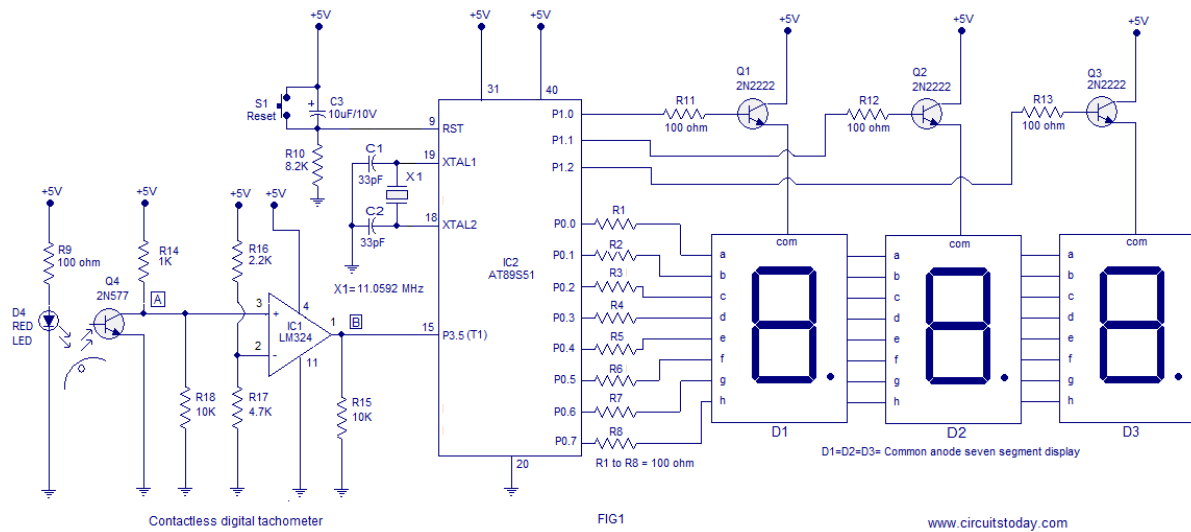 +5V
+5V
+5V
+5V
+5V
+5V
S1
Reset
C3
10uF/10V
+
R10
8.2K
31
40
9
RST
19
XTAL1
18
XTAL2
C1
33pF
X1
C2
33pF
X1= 11.0592 MHz
IC2
AT89S51
P1.0
P1.1
P1.2
P0.0
P0.1
P0.2
P0.3
P0.4
P0.5
P0.6
P0.7
15
P3.5 (T1)
20
Q1
2N2222
Q2
2N2222
Q3
2N2222
R11
100 ohm
R12
100 ohm
R13
100 ohm
R1
R2
R3
R4
R5
R6
R7
R8
R1 to R8 = 100 ohm
+5V
+5V
+5V
+5V
R9
100 ohm
R14
1K
R16
2.2K
Q4
2N577
A
D4
RED
LED
3
+
2
-
4
11
1
IC1
LM324
B
R18
10K
R17
4.7K
R15
10K
com
a
b
c
d
e
f
g
h
D1
com
a
b
c
d
e
f
g
h
D2
com
a
b
c
d
e
f
g
h
D3
D1=D2=D3= Common anode seven segment display
Contactless digital tachometer
FIG1
www.circuitstoday.com